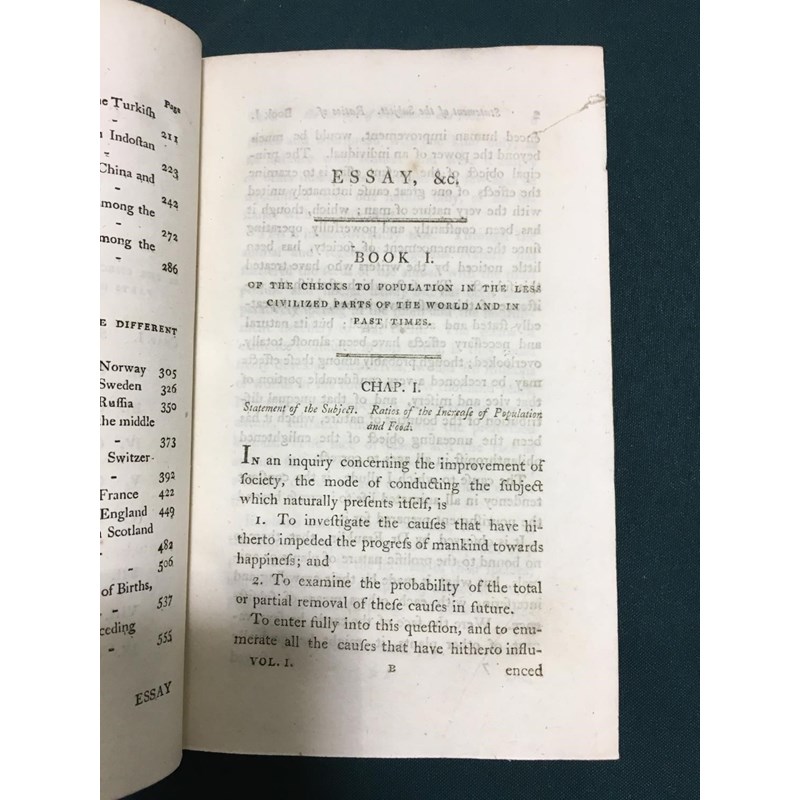 Page
e Turkiſh
- 211
Indoſtan
- 223
China and
- 242
mong the
- 272
mong the
- 286
E DIFFERENT
Norway 305
Sweden 326
Ruſſia 350
he middle
- 373
Switzer-
- 392
France 422
England 449
Scotland
- 482
- 506
of Births,
- 537
ceeding
- 555
ESSAY
ESSAY, &c.
BOOK I.
OF THE CHECKS TO POPULATION IN THE LESS
CIVILIZED PARTS OF THE WORLD AND IN
PAST TIMES.
CHAP. I.
Statement of the Subject. Ratios of the Increaſe of Population
and Food.
IN an inquiry concerning the improvement of
ſociety, the mode of conducting the ſubject
which naturally preſents itſelf, is
1. To inveſtigate the cauſes that have hi-
therto impeded the progreſs of mankind towards
happineſs; and
2. To examine the probability of the total
or partial removal of theſe cauſes in future.
To enter fully into this queſtion, and to enu-
merate all the cauſes that have hitherto influ-
VOL. I. B enced